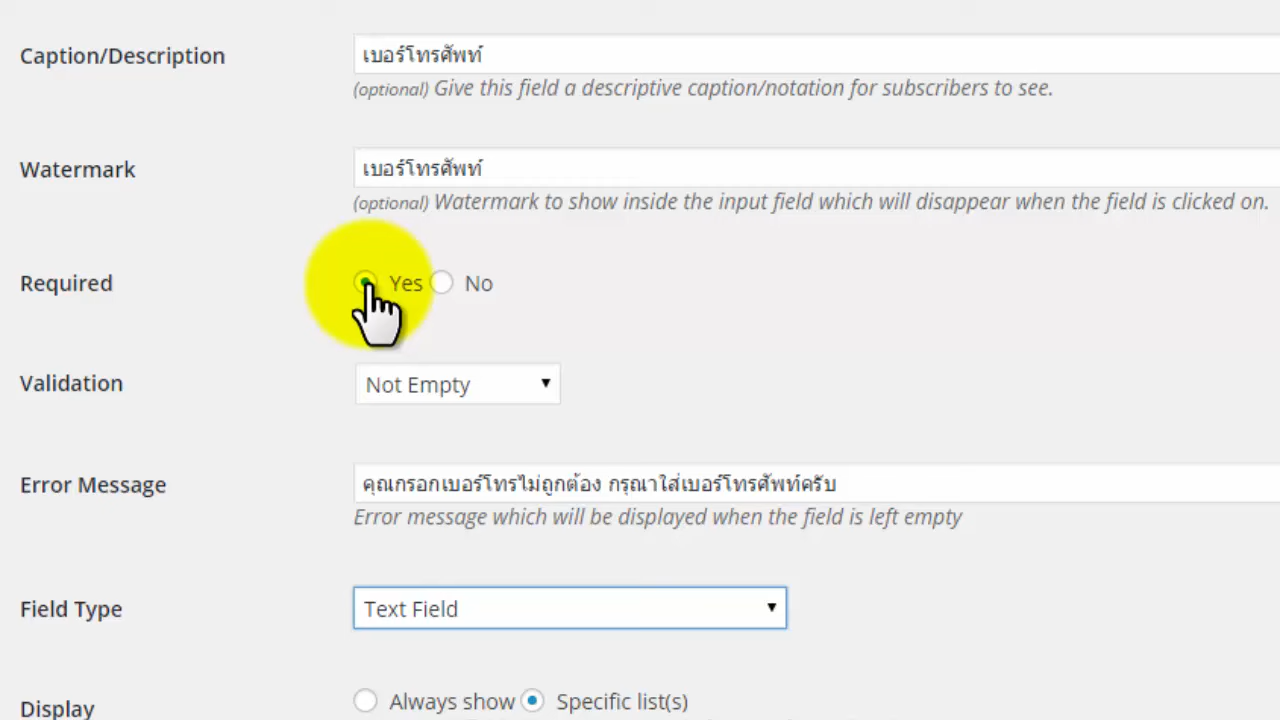 Caption/Description เบอร์โทรศัพท์
(optional) Give this field a descriptive caption/notation for subscribers to see.
Watermark เบอร์โทรศัพท์
(optional) Watermark to show inside the input field which will disappear when the field is clicked on.
Required Yes No
Validation Not Empty
Error Message คุณกรอกเบอร์โทรไม่ถูกต้อง กรุณาใส่เบอร์โทรศัพท์ครับ
Error message which will be displayed when the field is left empty
Field Type Text Field
Display Always show Specific list(s)